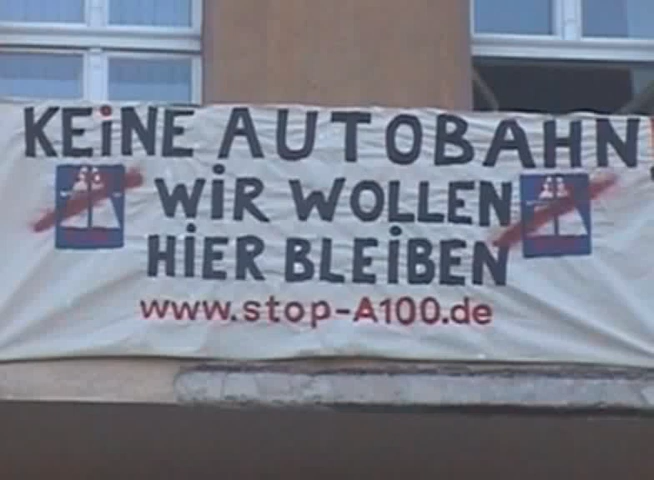 KEiNE AUTOBAHN
WiR WOLLEN
HiER BLEiBEN
www.stop-A100.de